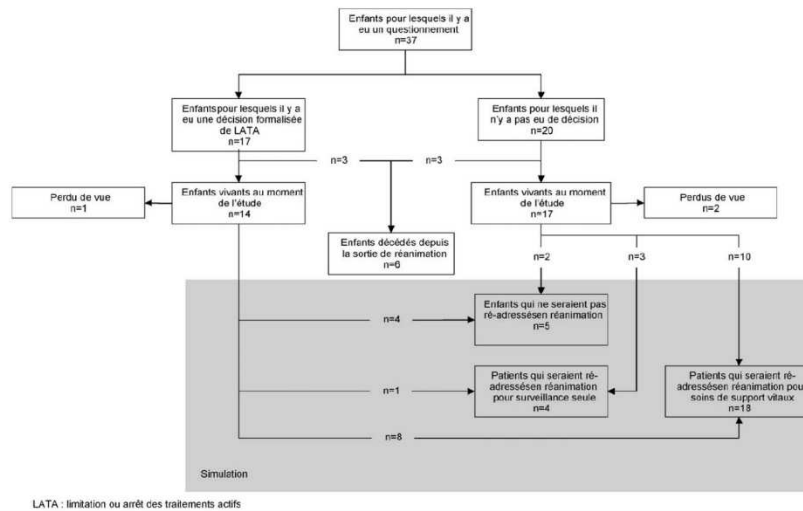 Enfants pour lesquels il y a
eu un questionnement
n=37
Enfantspour lesquels il y a
eu une décision formalisée
de LATA
n=17
Enfants pour lesquels il
n'y a pas eu de décision
n=20
n=3
n=3
Perdu de vue
n=1
Enfants vivants au moment
de l'étude
n=14
Enfants vivants au moment
de l'étude
n=17
Perdus de vue
n=2
Enfants décédés depuis
la sortie de réanimation
n=6
n=2
n=3
n=10
n=4
Enfants qui ne seraient pas
ré-adressésen réanimation
n=5
n=1
Patients qui seraient ré-
adressésen réanimation
pour surveillance seule
n=4
Patients qui seraient ré-
adressésen réanimation pou
soins de support vitaux
n=18
n=8
Simulation
LATA : limitation ou arrêt des traitements actifs